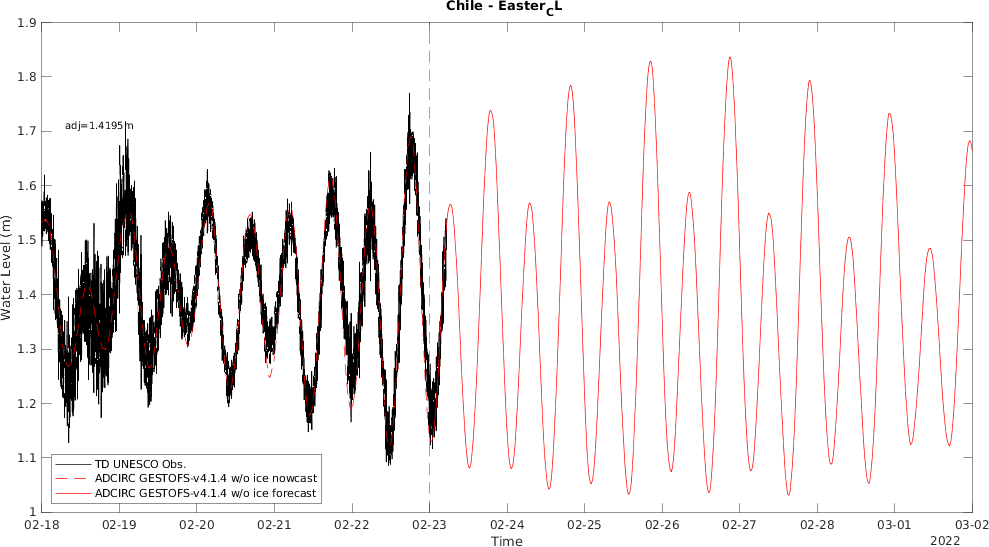 Chile - Easter_CL
1.9
1.8
1.7
1.6
1.5
1.4
1.3
1.2
1.1
1
Water Level (m)
adj=1.4195m
TD UNESCO Obs.
ADCIRC GESTOFS-v4.1.4 w/o ice nowcast
ADCIRC GESTOFS-v4.1.4 w/o ice forecast
02-18 02-19 02-20 02-21 02-22 02-23 02-24 02-25 02-26 02-27 02-28 03-01 03-02
Time
2022